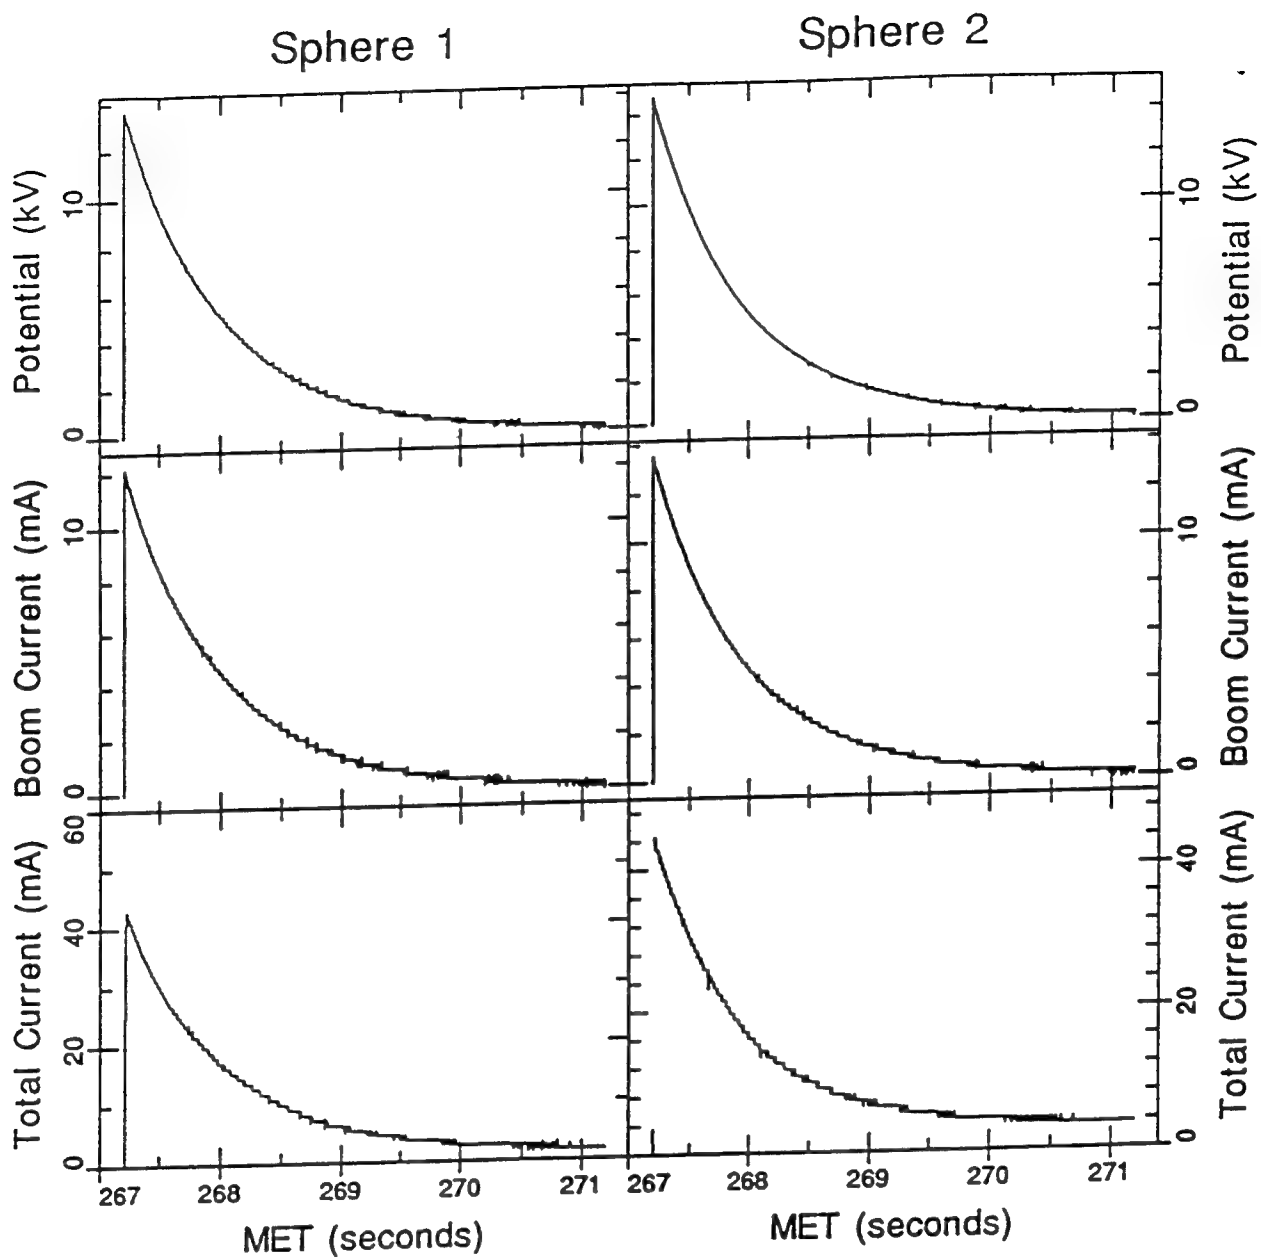 Sphere 1
Sphere 2
Potential (kV)
10
0
Potential (kV)
10
0
Boom Current (mA)
10
0
Boom Current (mA)
10
0
Total Current (mA)
60
40
20
0
Total Current (mA)
40
20
0
267 268 269 270 271
267 268 269 270 271
MET (seconds)
MET (seconds)